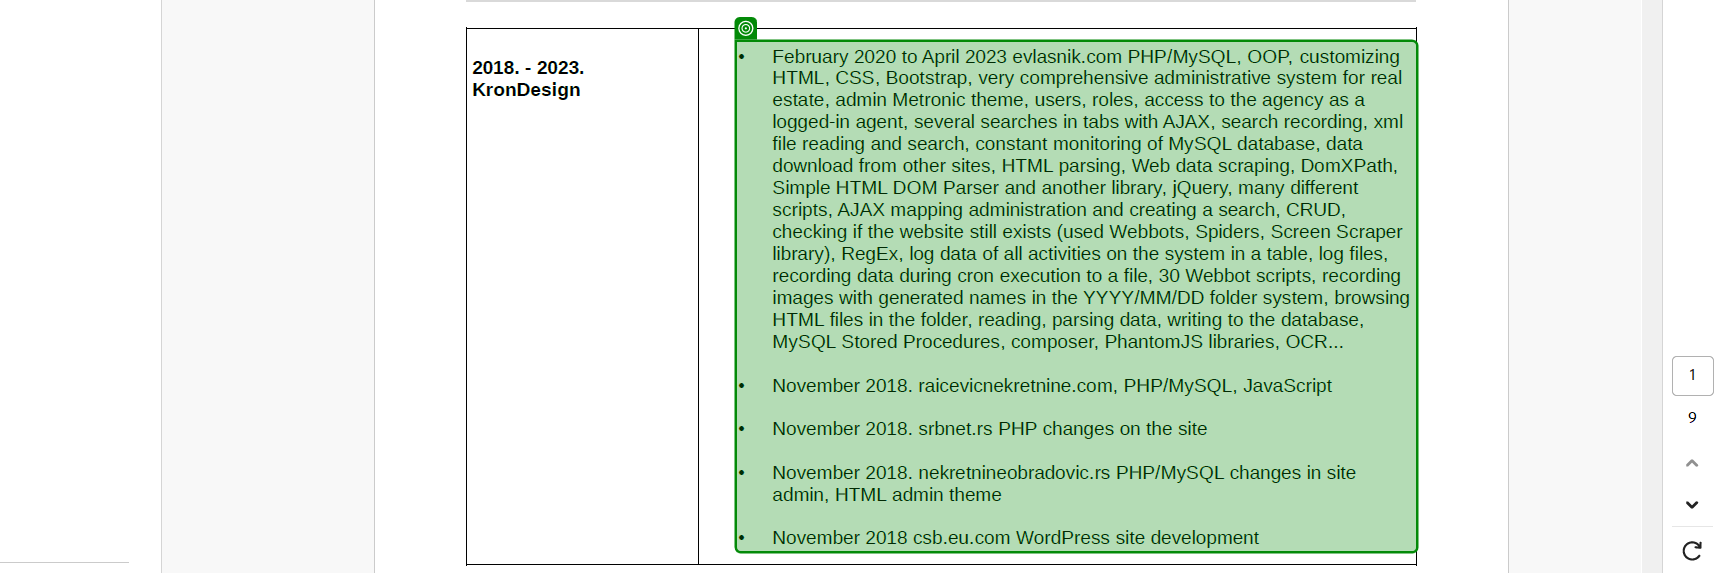 2018. - 2023.
KronDesign
• February 2020 to April 2023 evlasnik.com PHP/MySQL, OOP, customizing
HTML, CSS, Bootstrap, very comprehensive administrative system for real
estate, admin Metronic theme, users, roles, access to the agency as a
logged-in agent, several searches in tabs with AJAX, search recording, xml
file reading and search, constant monitoring of MySQL database, data
download from other sites, HTML parsing, Web data scraping, DomXPath,
Simple HTML DOM Parser and another library, jQuery, many different
scripts, AJAX mapping administration and creating a search, CRUD,
checking if the website still exists (used Webbots, Spiders, Screen Scraper
library), RegEx, log data of all activities on the system in a table, log files,
recording data during cron execution to a file, 30 Webbot scripts, recording
images with generated names in the YYYY/MM/DD folder system, browsing
HTML files in the folder, reading, parsing data, writing to the database,
MySQL Stored Procedures, composer, PhantomJS libraries, OCR...
• November 2018. raicevicnekretnine.com, PHP/MySQL, JavaScript
• November 2018. srbnet.rs PHP changes on the site
• November 2018. nekretnineobradovic.rs PHP/MySQL changes in site
admin, HTML admin theme
• November 2018 csb.eu.com WordPress site development
1
9